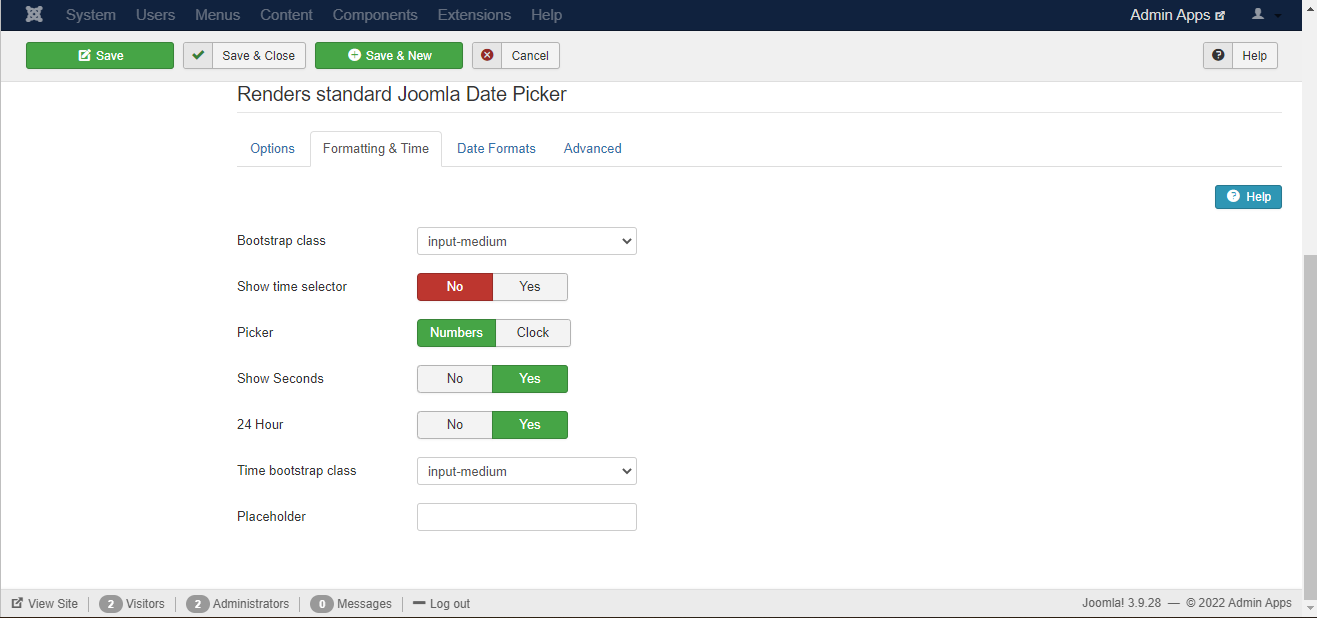 System Users Menus Content Components Extensions Help Admin Apps
Save Save & Close Save & New Cancel Help
Renders standard Joomla Date Picker
Options Formatting & Time Date Formats Advanced
Help
Bootstrap class input-medium
Show time selector No Yes
Picker Numbers Clock
Show Seconds No Yes
24 Hour No Yes
Time bootstrap class input-medium
Placeholder
View Site 2 Visitors 2 Administrators 0 Messages Log out Joomla! 3.9.28 — © 2022 Admin Apps